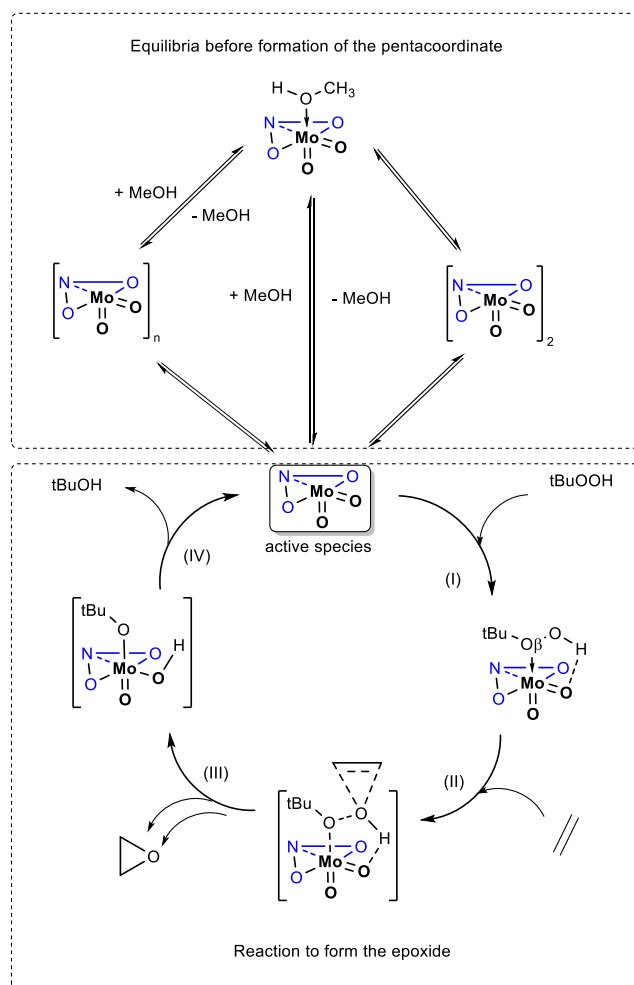 Equilibria before formation of the pentacoordinate
H O CH3
N O
Mo
O O
O
+ MeOH
- MeOH
+ MeOH
- MeOH
N O
Mo
O O
O
n
N O
Mo
O O
O
2
tBuOH
N O
Mo
O O
O
tBuOOH
active species
(IV)
(I)
tBu
O H
N O
Mo
O O
O
tBu Oβ O H
N O
Mo
O O
O
(III)
(II)
tBu
O O H
N O
Mo
O O
O
O
Reaction to form the epoxide